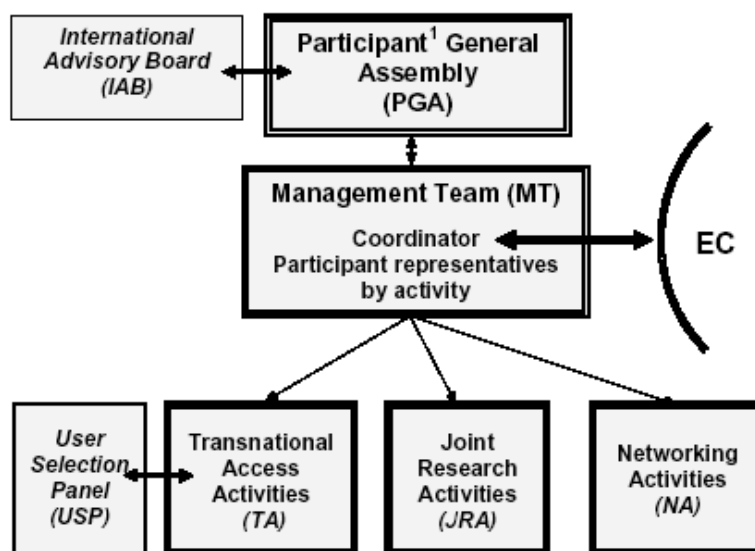 International
Advisory Board
(IAB)
Participant¹ General
Assembly
(PGA)
Management Team (MT)
Coordinator
Participant representatives
by activity
EC
User
Selection
Panel
(USP)
Transnational
Access
Activities
(TA)
Joint
Research
Activities
(JRA)
Networking
Activities
(NA)